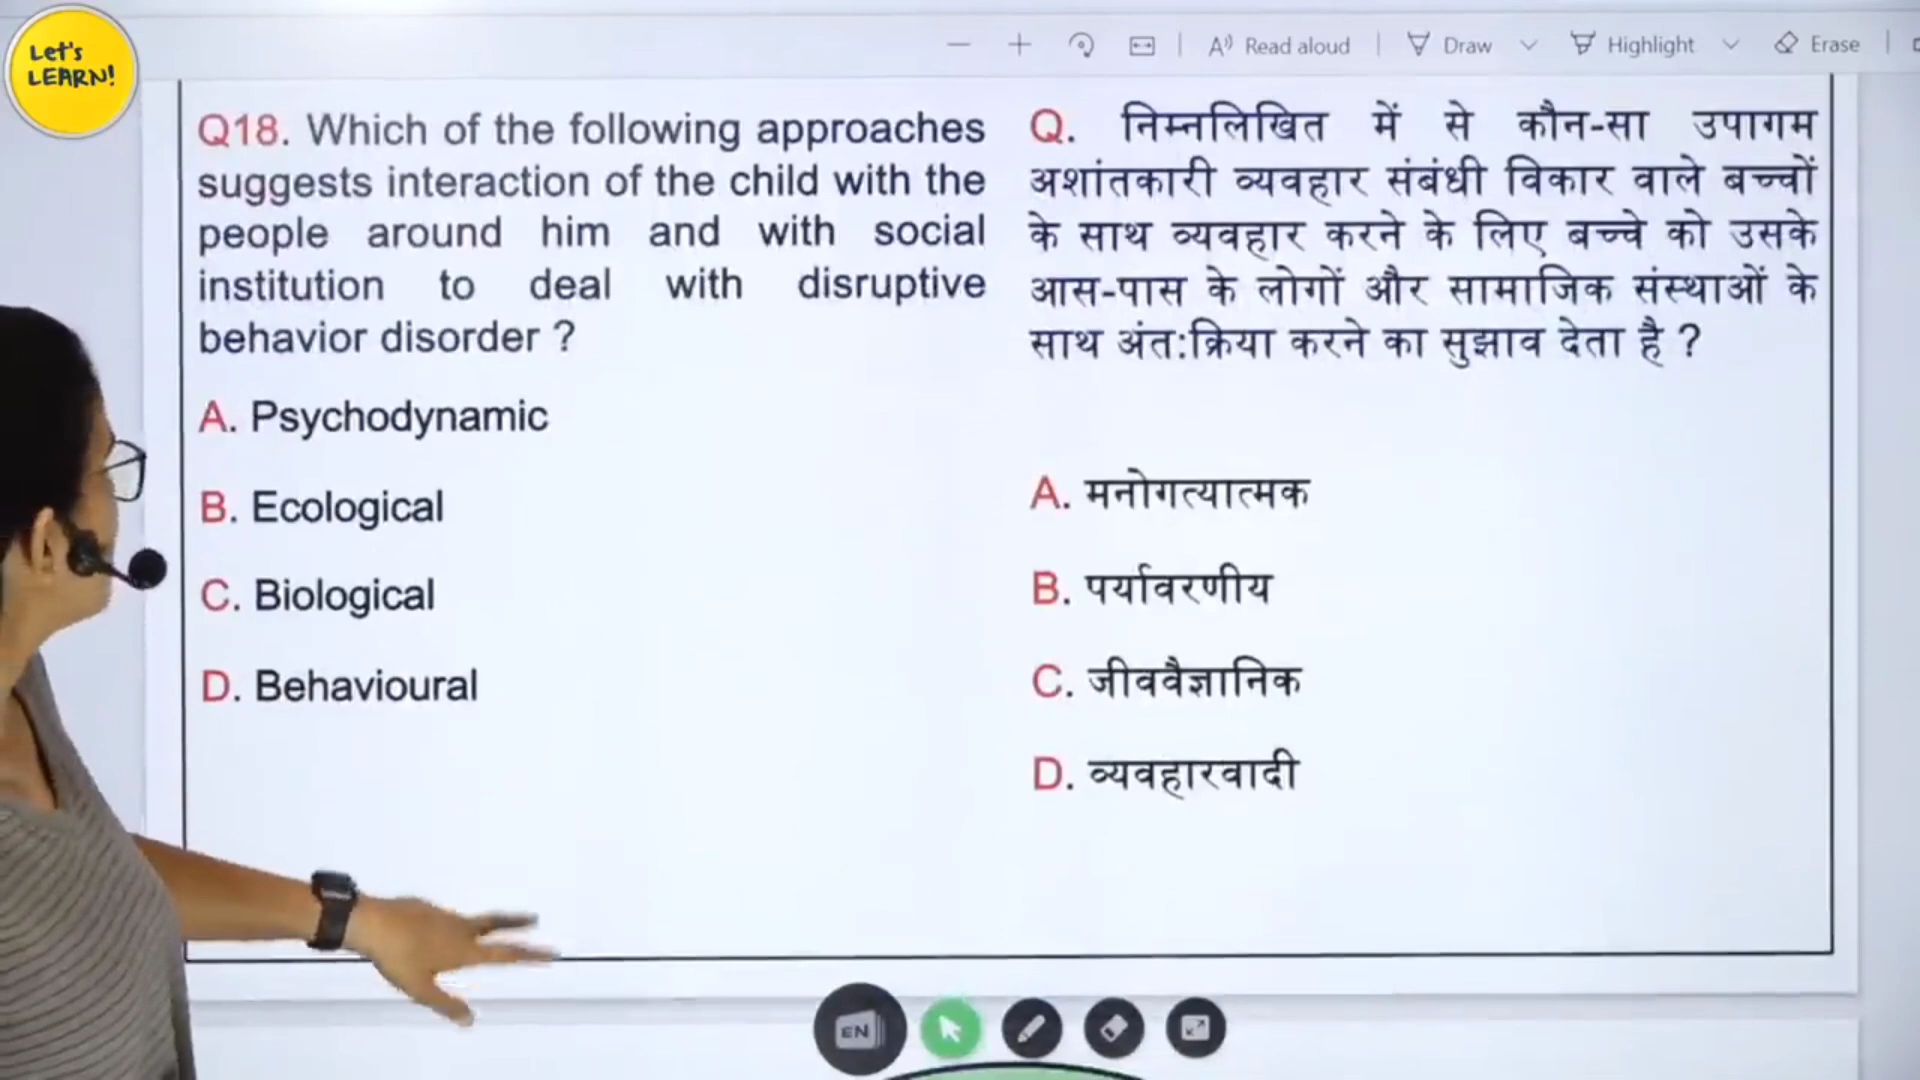 Let's
LEARN!
Read aloud
Draw
Highlight
Erase
Q18. Which of the following approaches
suggests interaction of the child with the
people around him and with social
institution to deal with disruptive
behavior disorder ?
A. Psychodynamic
B. Ecological
C. Biological
D. Behavioural
Q. निम्नलिखित में से कौन-सा उपागम
अशांतकारी व्यवहार संबंधी विकार वाले बच्चों
के साथ व्यवहार करने के लिए बच्चे को उसके
आस-पास के लोगों और सामाजिक संस्थाओं के
साथ अंत:क्रिया करने का सुझाव देता है ?
A. मनोगत्यात्मक
B. पर्यावरणीय
C. जीववैज्ञानिक
D. व्यवहारवादी
EN